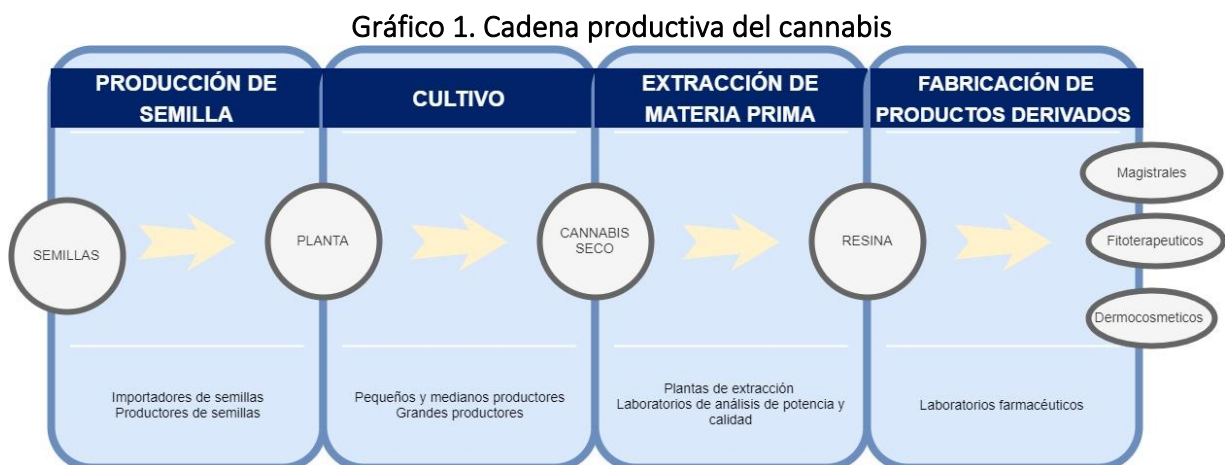 Gráfico 1. Cadena productiva del cannabis
PRODUCCIÓN DE
SEMILLA
CULTIVO
EXTRACCIÓN DE
MATERIA PRIMA
FABRICACIÓN DE
PRODUCTOS DERIVADOS
SEMILLAS
PLANTA
CANNABIS
SECO
RESINA
Magistrales
Fitoterapeuticos
Dermocosmeticos
Importadores de semillas
Productores de semillas
Pequeños y medianos productores
Grandes productores
Plantas de extracción
Laboratorios de análisis de potencia y
calidad
Laboratorios farmacéuticos